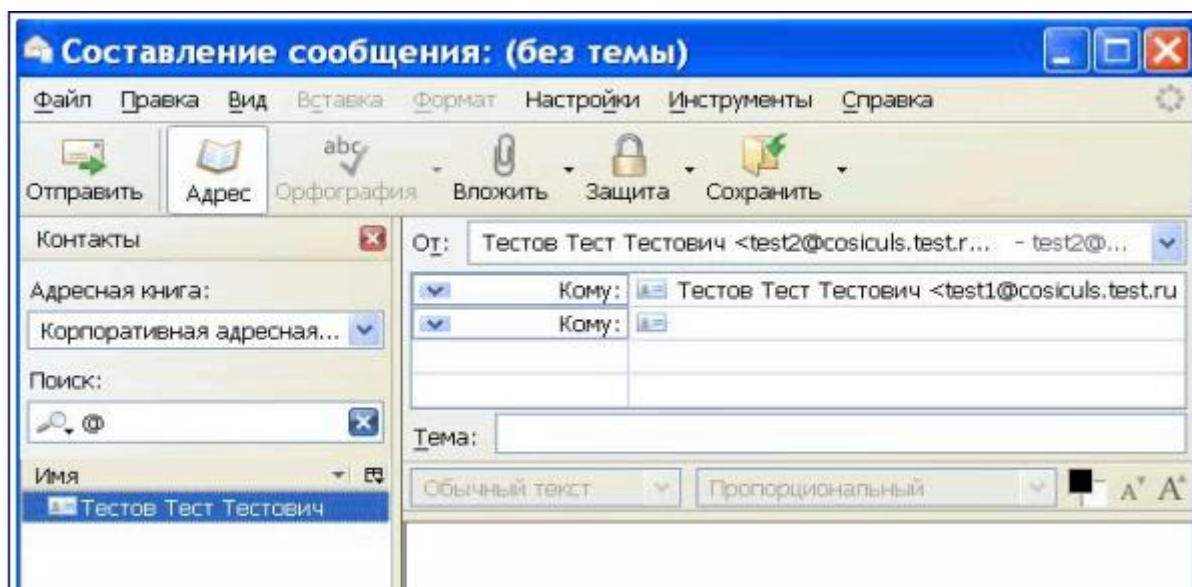 Составление сообщения: (без темы)
Файл Правка Вид Вставка Формат Настройки Инструменты Справка
Отправить Адрес Орфография Вложить Защита Сохранить
Контакты
Адресная книга:
Корпоративная адресная...
Поиск:
@
Имя
Тестов Тест Тестович
От: Тестов Тест Тестович <test2@cosiculs.test.r... - test2@...
Кому: Тестов Тест Тестович <test1@cosiculs.test.ru
Кому:
Тема:
Обычный текст Пропорциональный